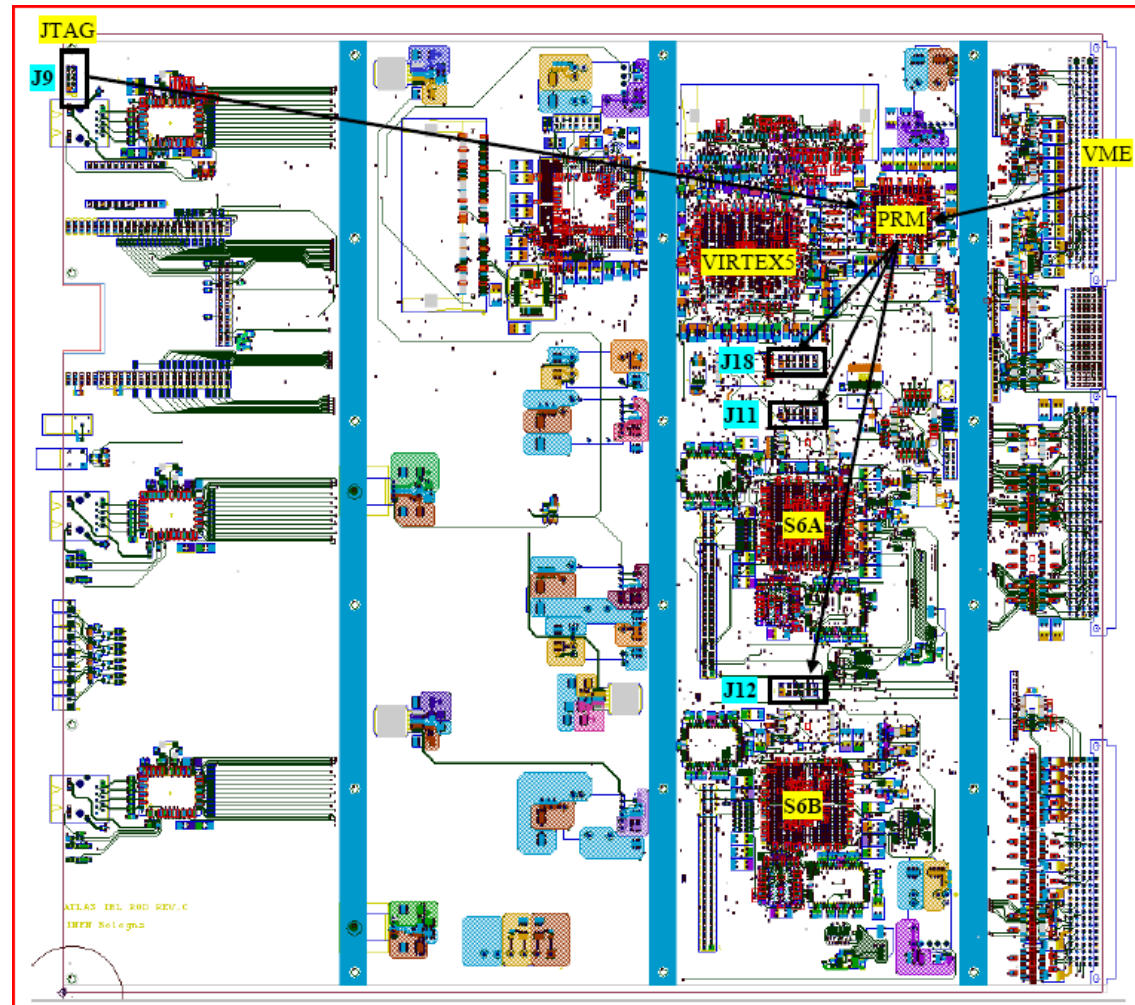 JTAG
J9
VME
PRM
VIRTEX5
J18
J11
S6A
J12
S6B
ATLAS IBL ROD REV.C
INFN Bologna